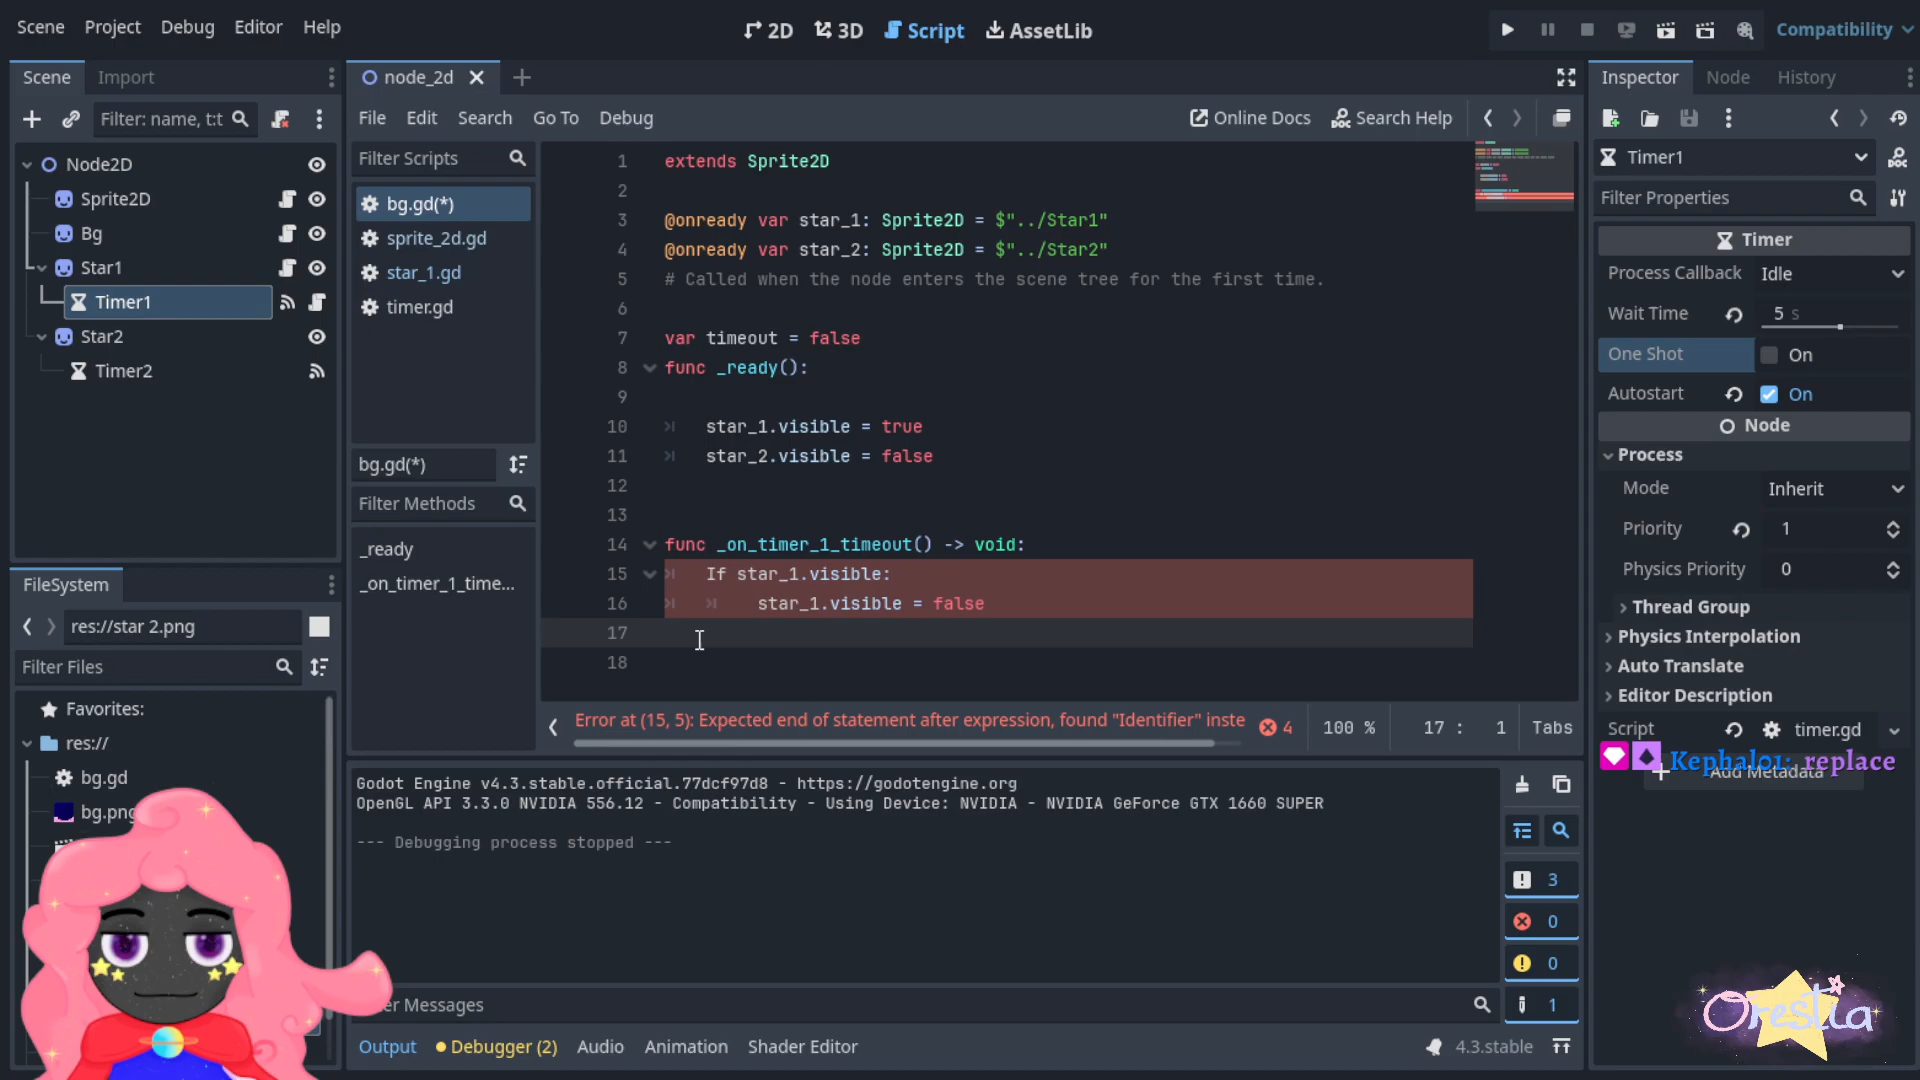 Scene Project Debug Editor Help
2D 3D Script AssetLib
Compatibility
Scene Import
node_2d
Inspector Node History
Filter: name, t:t
File Edit Search Go To Debug
Online Docs Search Help
Node2D
Sprite2D
Bg
Star1
Timer1
Star2
Timer2
Filter Scripts
bg.gd(*)
sprite_2d.gd
star_1.gd
timer.gd
bg.gd(*)
Filter Methods
_ready
_on_timer_1_time...
1 extends Sprite2D
2
3 @onready var star_1: Sprite2D = $"../Star1"
4 @onready var star_2: Sprite2D = $"../Star2"
5 # Called when the node enters the scene tree for the first time.
6
7 var timeout = false
8 func _ready():
9
10 star_1.visible = true
11 star_2.visible = false
12
13
14 func _on_timer_1_timeout() -> void:
15 If star_1.visible:
16 star_1.visible = false
17
18
Error at (15, 5): Expected end of statement after expression, found "Identifier" inste
4 100 % 17 : 1 Tabs
Timer1
Filter Properties
Timer
Process Callback Idle
Wait Time 5 s
One Shot On
Autostart On
Node
Process
Mode Inherit
Priority 1
Physics Priority 0
Thread Group
Physics Interpolation
Auto Translate
Editor Description
Script timer.gd
Kephalo1: replace
Add Metadata
FileSystem
res://star 2.png
Filter Files
Favorites:
res://
bg.gd
bg.png
Godot Engine v4.3.stable.official.77dcf97d8 - https://godotengine.org
OpenGL API 3.3.0 NVIDIA 556.12 - Compatibility - Using Device: NVIDIA - NVIDIA GeForce GTX 1660 SUPER
--- Debugging process stopped ---
3
0
0
1
er Messages
Output Debugger (2) Audio Animation Shader Editor
4.3.stable
Orestia